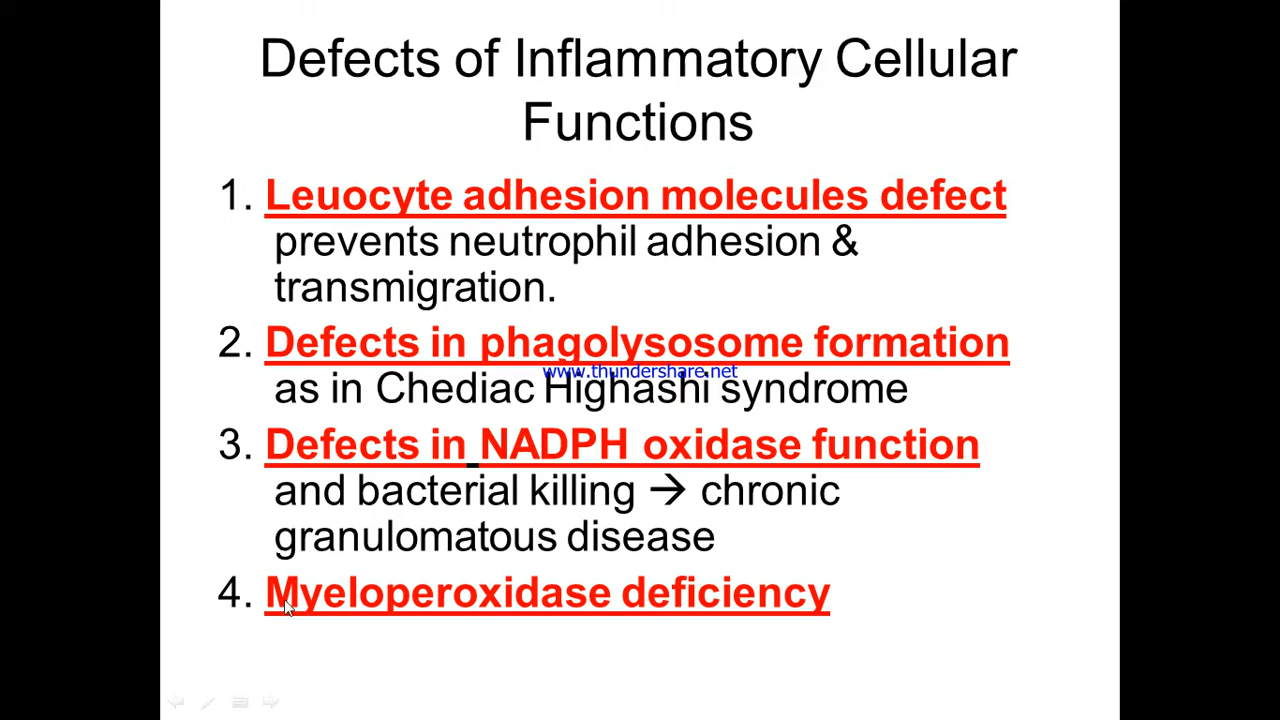 Defects of Inflammatory Cellular
Functions
1. Leuocyte adhesion molecules defect
prevents neutrophil adhesion &
transmigration.
2. Defects in phagolysosome formation
www.thundershare.net
as in Chediac Highashi syndrome
3. Defects in NADPH oxidase function
and bacterial killing → chronic
granulomatous disease
4. Myeloperoxidase deficiency